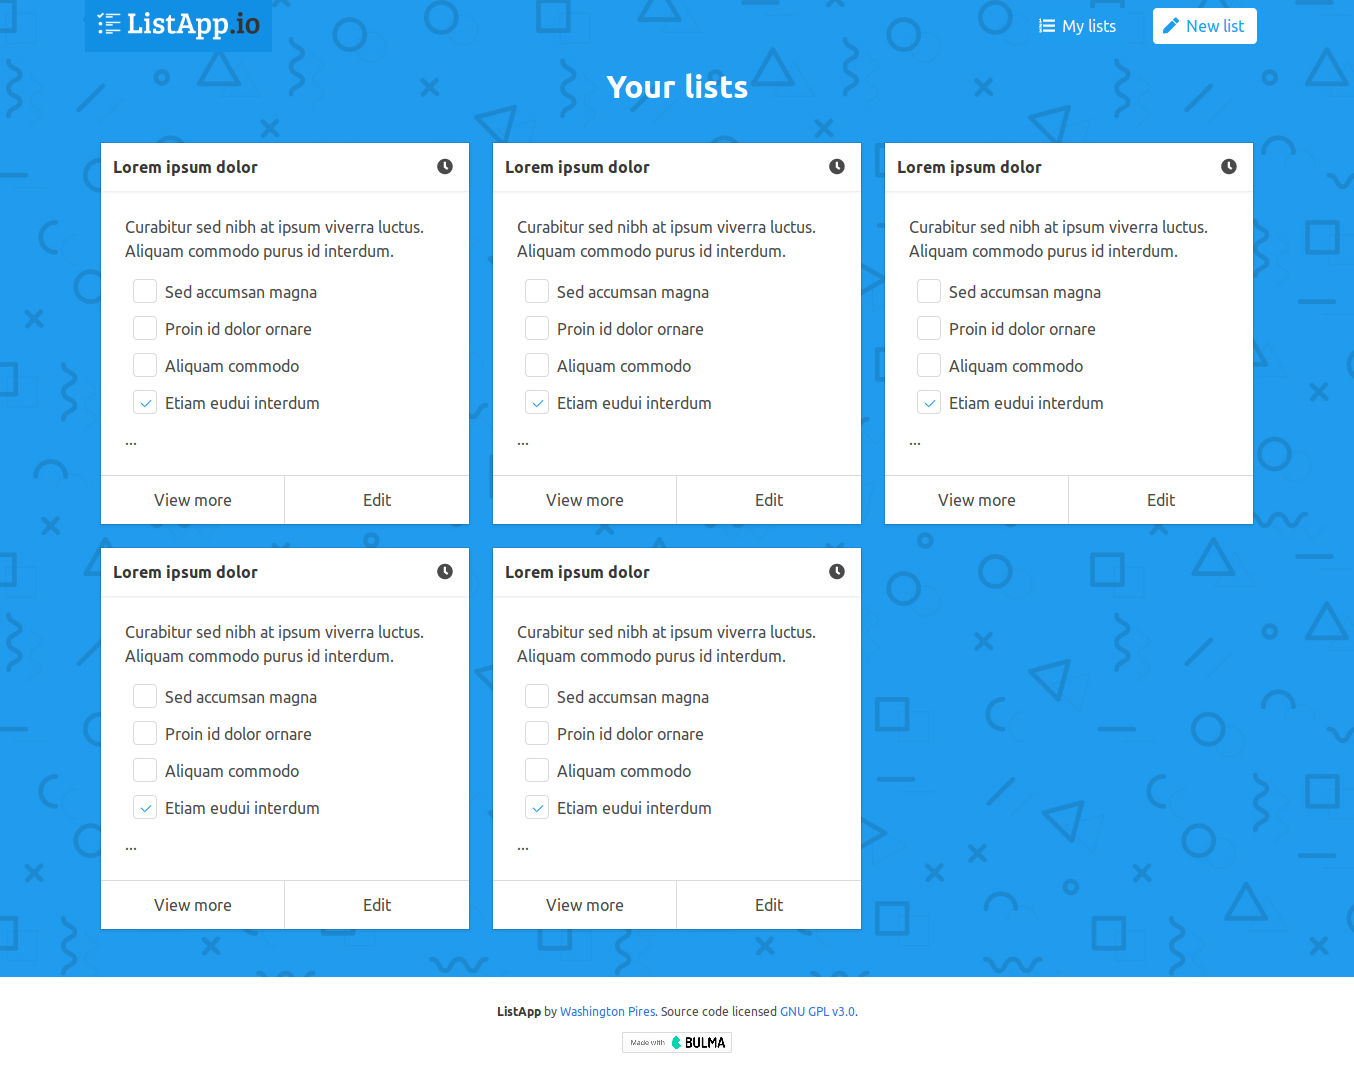 ListApp.io
My lists
New list
Your lists
Lorem ipsum dolor
Curabitur sed nibh at ipsum viverra luctus.
Aliquam commodo purus id interdum.
Sed accumsan magna
Proin id dolor ornare
Aliquam commodo
Etiam eudui interdum
...
View more
Edit
Lorem ipsum dolor
Curabitur sed nibh at ipsum viverra luctus.
Aliquam commodo purus id interdum.
Sed accumsan magna
Proin id dolor ornare
Aliquam commodo
Etiam eudui interdum
...
View more
Edit
Lorem ipsum dolor
Curabitur sed nibh at ipsum viverra luctus.
Aliquam commodo purus id interdum.
Sed accumsan magna
Proin id dolor ornare
Aliquam commodo
Etiam eudui interdum
...
View more
Edit
Lorem ipsum dolor
Curabitur sed nibh at ipsum viverra luctus.
Aliquam commodo purus id interdum.
Sed accumsan magna
Proin id dolor ornare
Aliquam commodo
Etiam eudui interdum
...
View more
Edit
Lorem ipsum dolor
Curabitur sed nibh at ipsum viverra luctus.
Aliquam commodo purus id interdum.
Sed accumsan magna
Proin id dolor ornare
Aliquam commodo
Etiam eudui interdum
...
View more
Edit
ListApp by Washington Pires. Source code licensed GNU GPL v3.0.
Made with BULMA